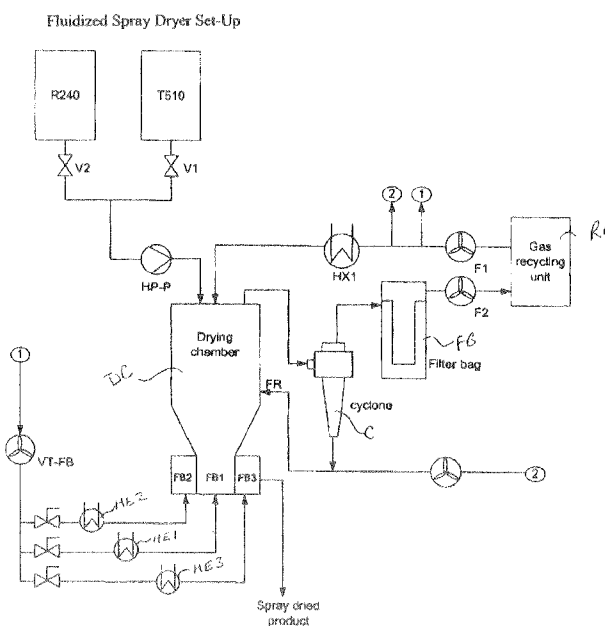 Fluidized Spray Dryer Set-Up
R240
T510
V2
V1
2
1
HP-P
HX1
F1
Gas
recycling
unit
F2
Drying
chamber
DC
FR
cyclone
C
Filter bag
FB
1
VT-FB
FB2
FB1
FB3
2
HE2
HE1
HE3
Spray dried
product